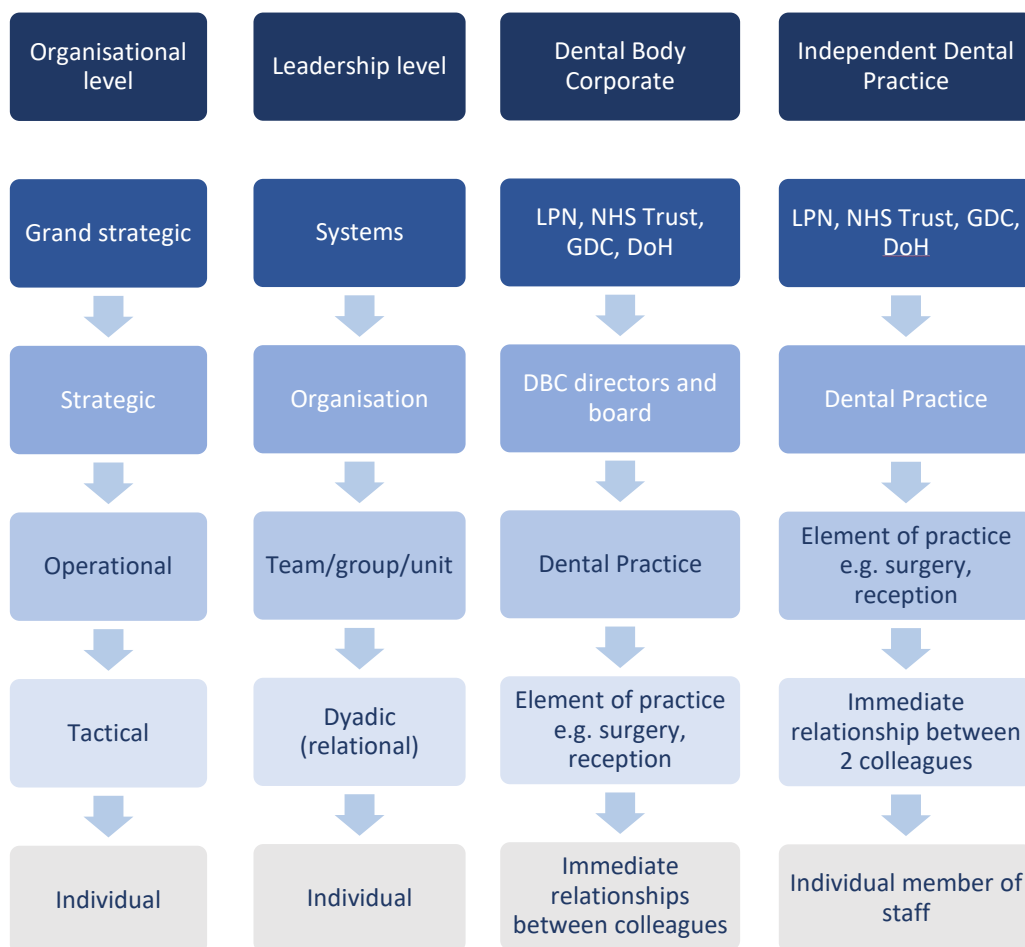 Organisational
level
Leadership level
Dental Body
Corporate
Independent Dental
Practice
Grand strategic
Systems
LPN, NHS Trust,
GDC, DoH
LPN, NHS Trust, GDC,
DoH
Strategic
Organisation
DBC directors and
board
Dental Practice
Operational
Team/group/unit
Dental Practice
Element of practice
e.g. surgery,
reception
Tactical
Dyadic
(relational)
Element of practice
e.g. surgery,
reception
Immediate
relationship between
2 colleagues
Individual
Individual
Immediate
relationships
between colleagues
Individual member of
staff